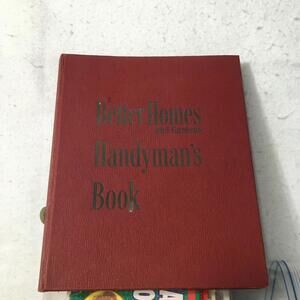 Better Homes
and Gardens
Handyman's
Book